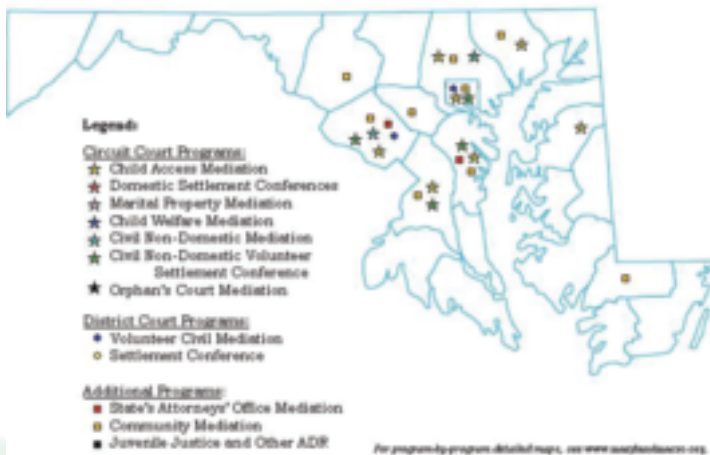 Legend:
Circuit Court Programs:
Child Access Mediation
Domestic Settlement Conferences
Marital Property Mediation
Child Welfare Mediation
Civil Non-Domestic Mediation
Civil Non-Domestic Volunteer
Settlement Conference
Orphan's Court Mediation
District Court Programs:
Volunteer Civil Mediation
Settlement Conference
Additional Programs:
State's Attorneys' Office Mediation
Community Mediation
Juvenile Justice and Other ADR
For program-by-program detailed maps, see www.marylandmacro.org.